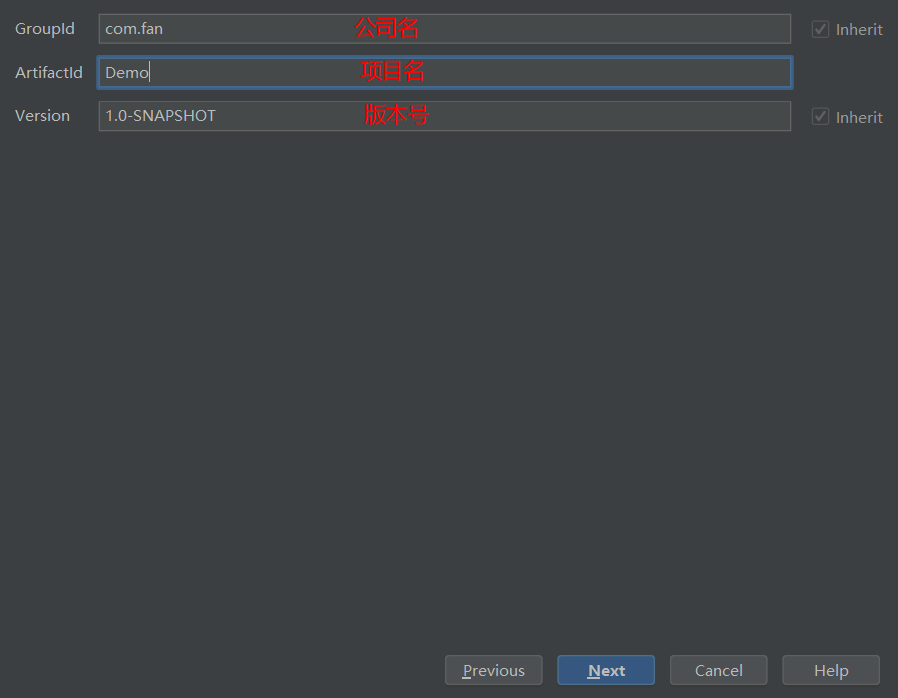 GroupId com.fan 公司名 Inherit
ArtifactId Demo 项目名
Version 1.0-SNAPSHOT 版本号 Inherit
Previous Next Cancel Help